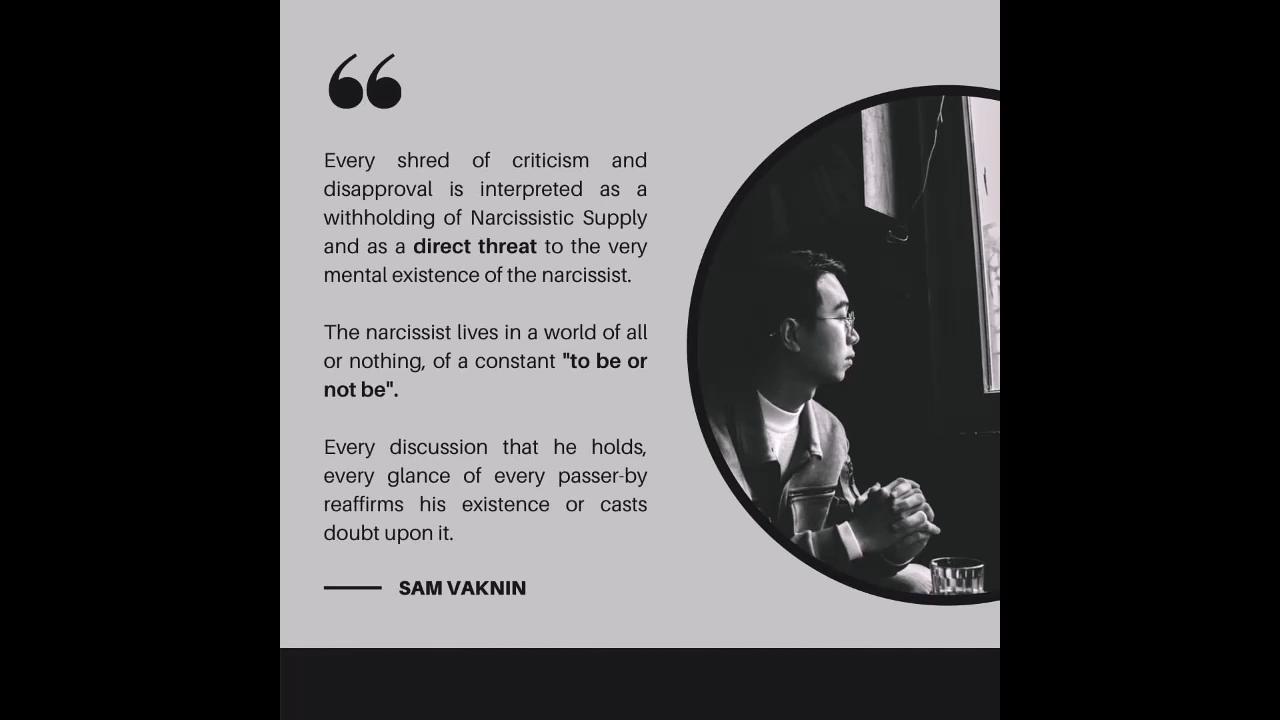 “
Every shred of criticism and
disapproval is interpreted as a
withholding of Narcissistic Supply
and as a direct threat to the very
mental existence of the narcissist.
The narcissist lives in a world of all
or nothing, of a constant "to be or
not be".
Every discussion that he holds,
every glance of every passer-by
reaffirms his existence or casts
doubt upon it.
SAM VAKNIN